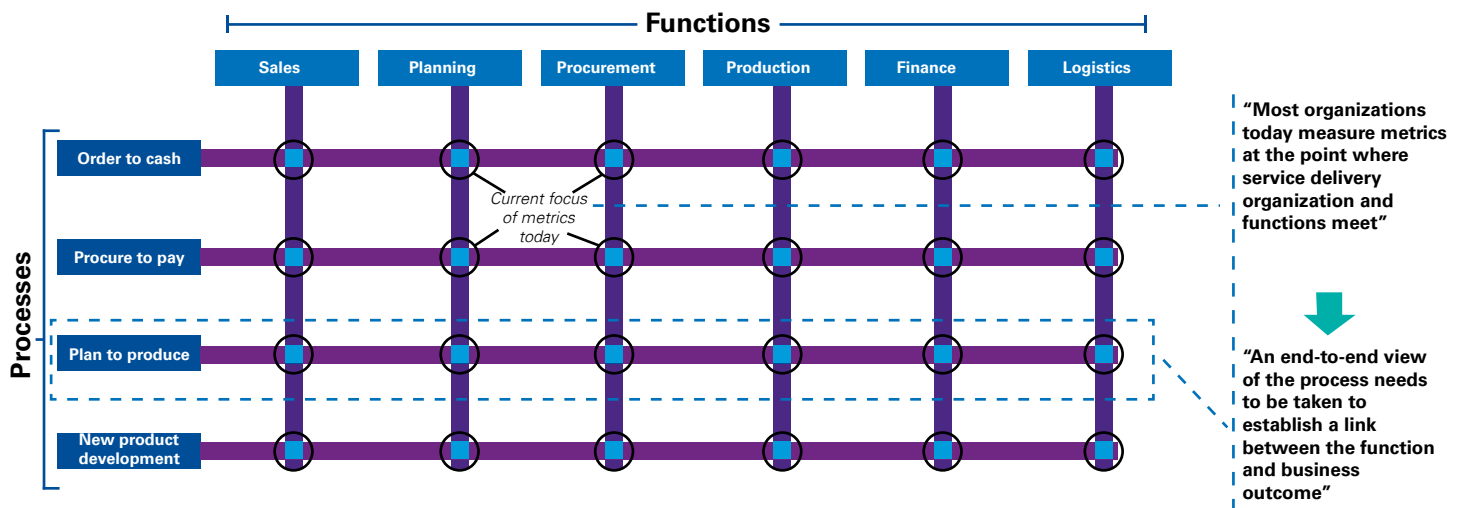 Functions
Sales
Planning
Procurement
Production
Finance
Logistics
Processes
Order to cash
Procure to pay
Plan to produce
New product
development
Current focus
of metrics
today
“Most organizations
today measure metrics
at the point where
service delivery
organization and
functions meet”
“An end-to-end view
of the process needs
to be taken to
establish a link
between the function
and business
outcome”